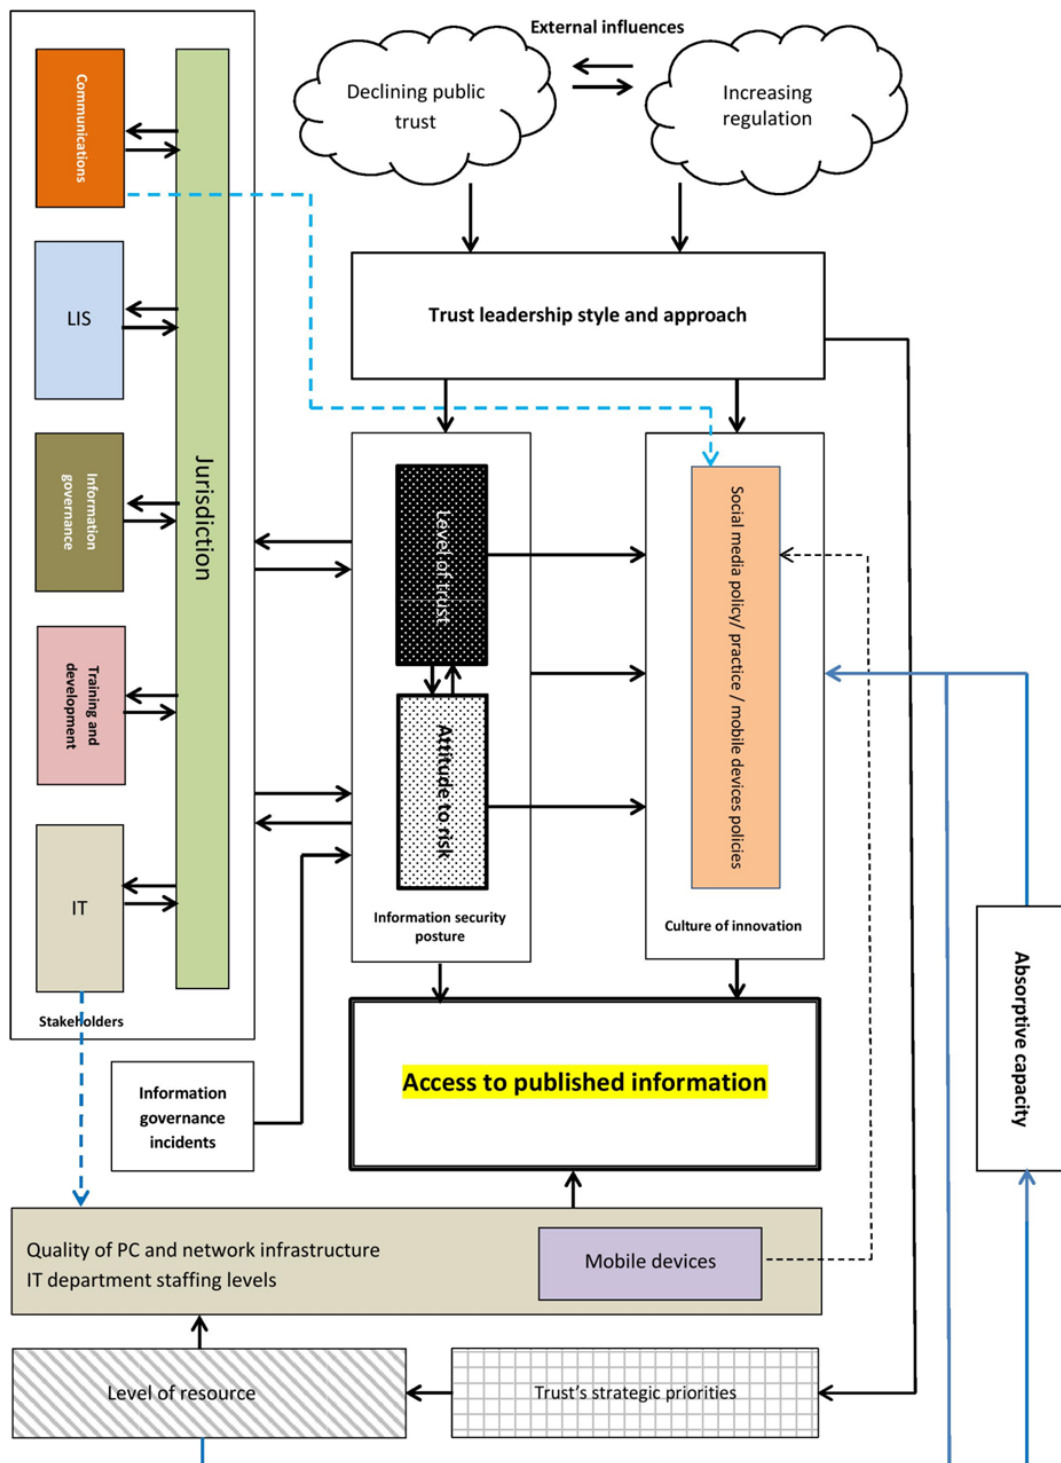 External influences
Declining public
trust
Increasing
regulation
Communications
LIS
Information
governance
Training and
development
IT
Jurisdiction
Stakeholders
Trust leadership style and approach
Level of trust
Attitude to risk
Information security
posture
Social media policy/ practice / mobile devices policies
Culture of innovation
Absorptive capacity
Information
governance
incidents
Access to published information
Quality of PC and network infrastructure
IT department staffing levels
Mobile devices
Level of resource
Trust's strategic priorities